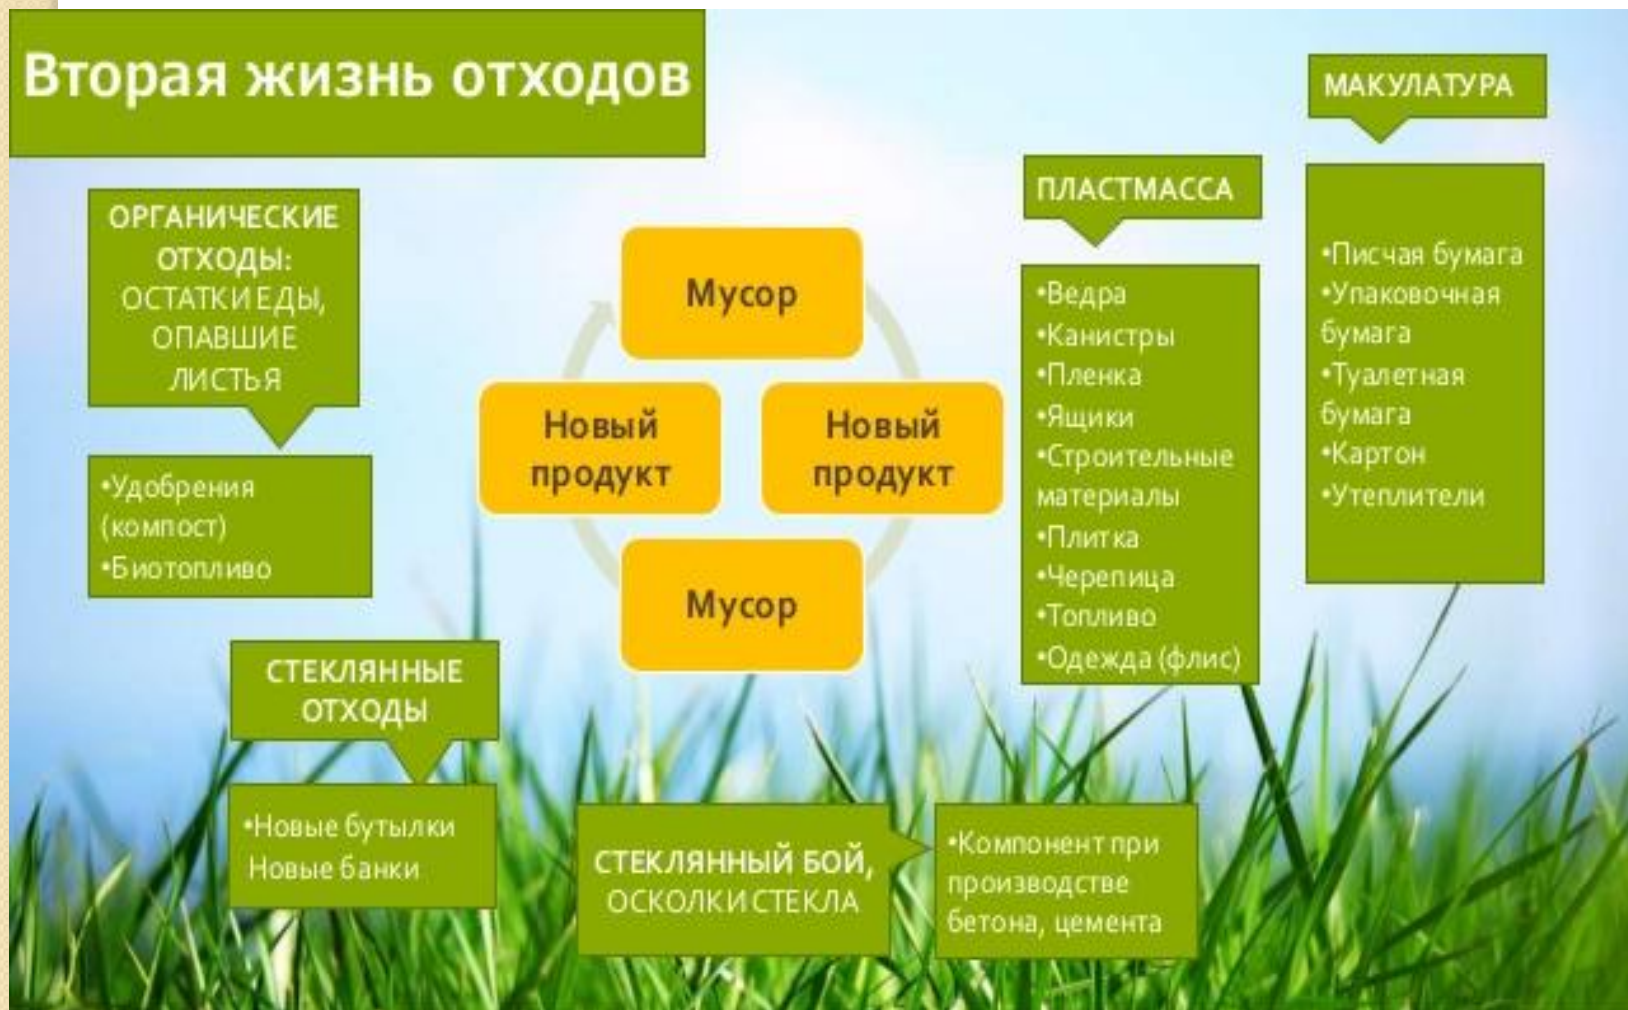 Вторая жизнь отходов
МАКУЛАТУРА
•Писчая бумага
•Упаковочная
бумага
•Туалетная
бумага
•Картон
•Утеплители
ПЛАСТМАССА
•Ведра
•Канистры
•Пленка
•Ящики
•Строительные
материалы
•Плитка
•Черепица
•Топливо
•Одежда (флис)
ОРГАНИЧЕСКИЕ
ОТХОДЫ:
ОСТАТКИ ЕДЫ,
ОПАВШИЕ
ЛИСТЬЯ
•Удобрения
(компост)
•Биотопливо
Мусор
Новый
продукт
Новый
продукт
Мусор
СТЕКЛЯННЫЕ
ОТХОДЫ
•Новые бутылки
Новые банки
СТЕКЛЯННЫЙ БОЙ,
ОСКОЛКИ СТЕКЛА
•Компонент при
производстве
бетона, цемента